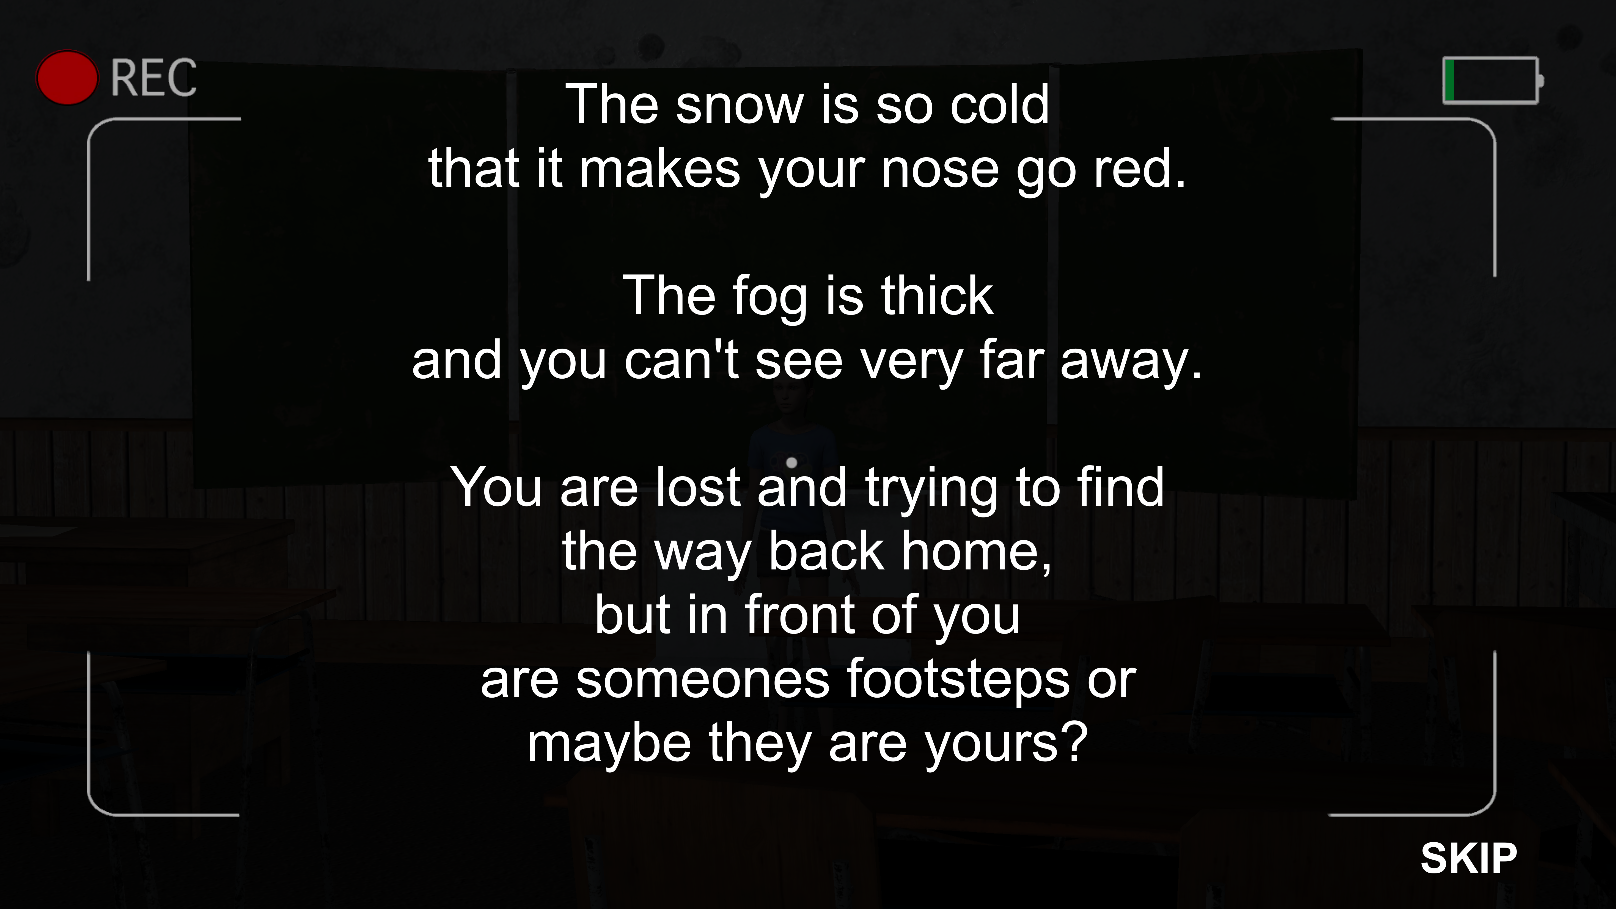 REC
The snow is so cold
that it makes your nose go red.
The fog is thick
and you can't see very far away.
You are lost and trying to find
the way back home,
but in front of you
are someones footsteps or
maybe they are yours?
SKIP